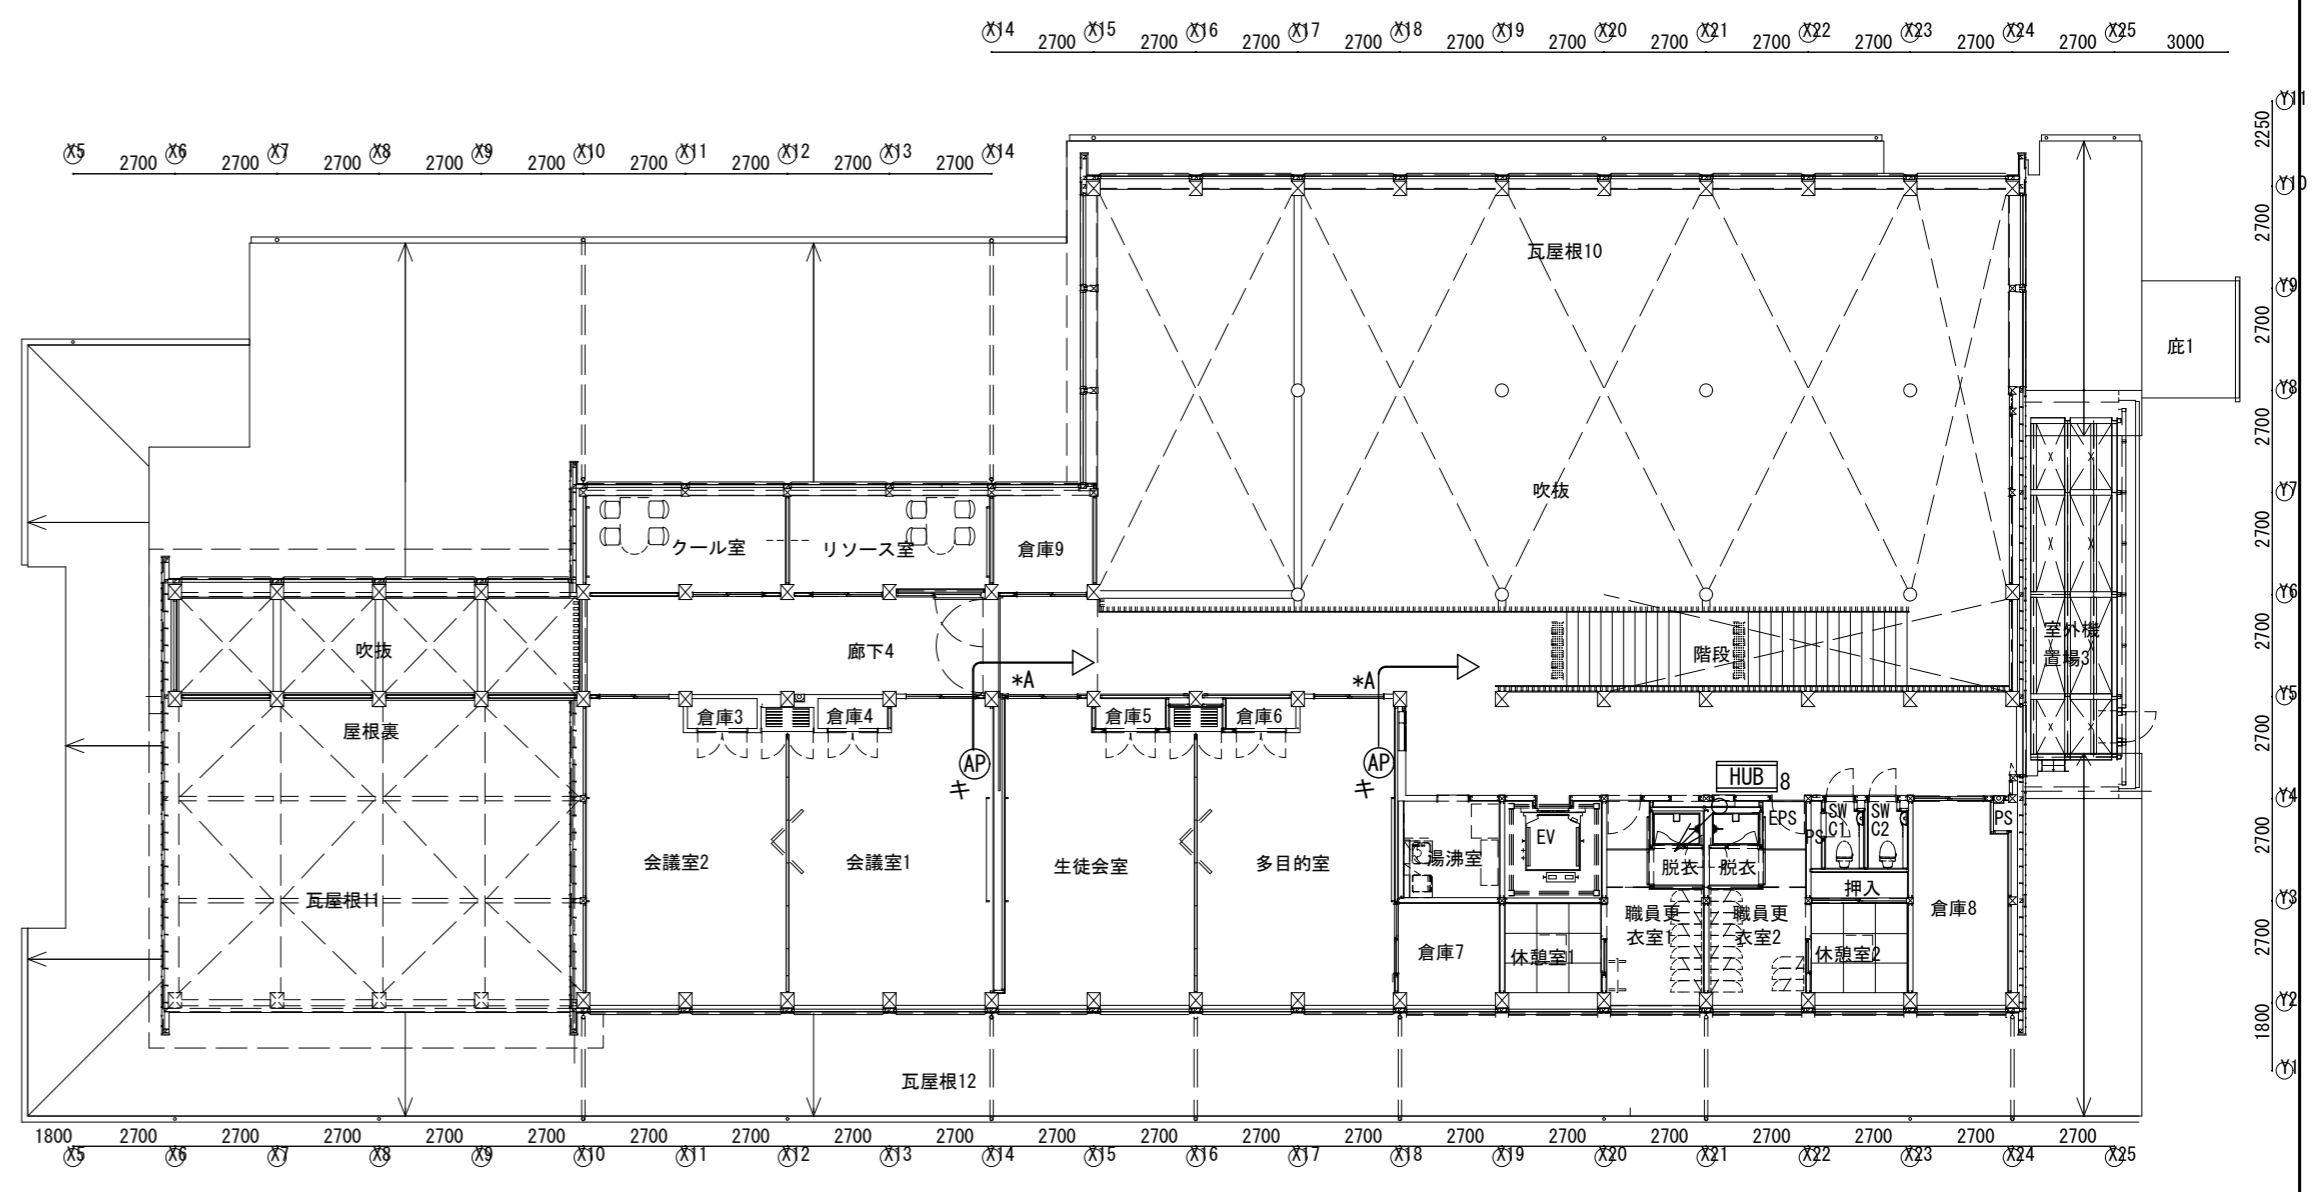 X14 X15 X16 X17 X18 X19 X20 X21 X22 X23 X24 X25
2700 2700 2700 2700 2700 2700 2700 2700 2700 2700 2700 3000
X5 X6 X7 X8 X9 X10 X11 X12 X13 X14
2700 2700 2700 2700 2700 2700 2700 2700 2700
Y11
2250
Y10
2700
Y9
2700
Y8
2700
Y7
2700
Y6
2700
Y5
2700
Y4
2700
Y3
2700
Y2
1800
Y1
瓦屋根10
庇1
吹抜
クール室
リソース室
倉庫9
吹抜
廊下4
階段
室外機
置場3
*A
*A
屋根裏
倉庫3
倉庫4
倉庫5
倉庫6
AP
キ
AP
キ
HUB 8
EPS
PS
SW
C1
SW
C2
PS
EV
会議室2
会議室1
生徒会室
多目的室
湯沸室
脱衣
脱衣
押入
瓦屋根11
職員更
衣室1
職員更
衣室2
倉庫8
倉庫7
休憩室1
休憩室2
瓦屋根12
1800 2700 2700 2700 2700 2700 2700 2700 2700 2700 2700 2700 2700 2700 2700 2700 2700 2700 2700 2700 2700
X5 X6 X7 X8 X9 X10 X11 X12 X13 X14 X15 X16 X17 X18 X19 X20 X21 X22 X23 X24 X25